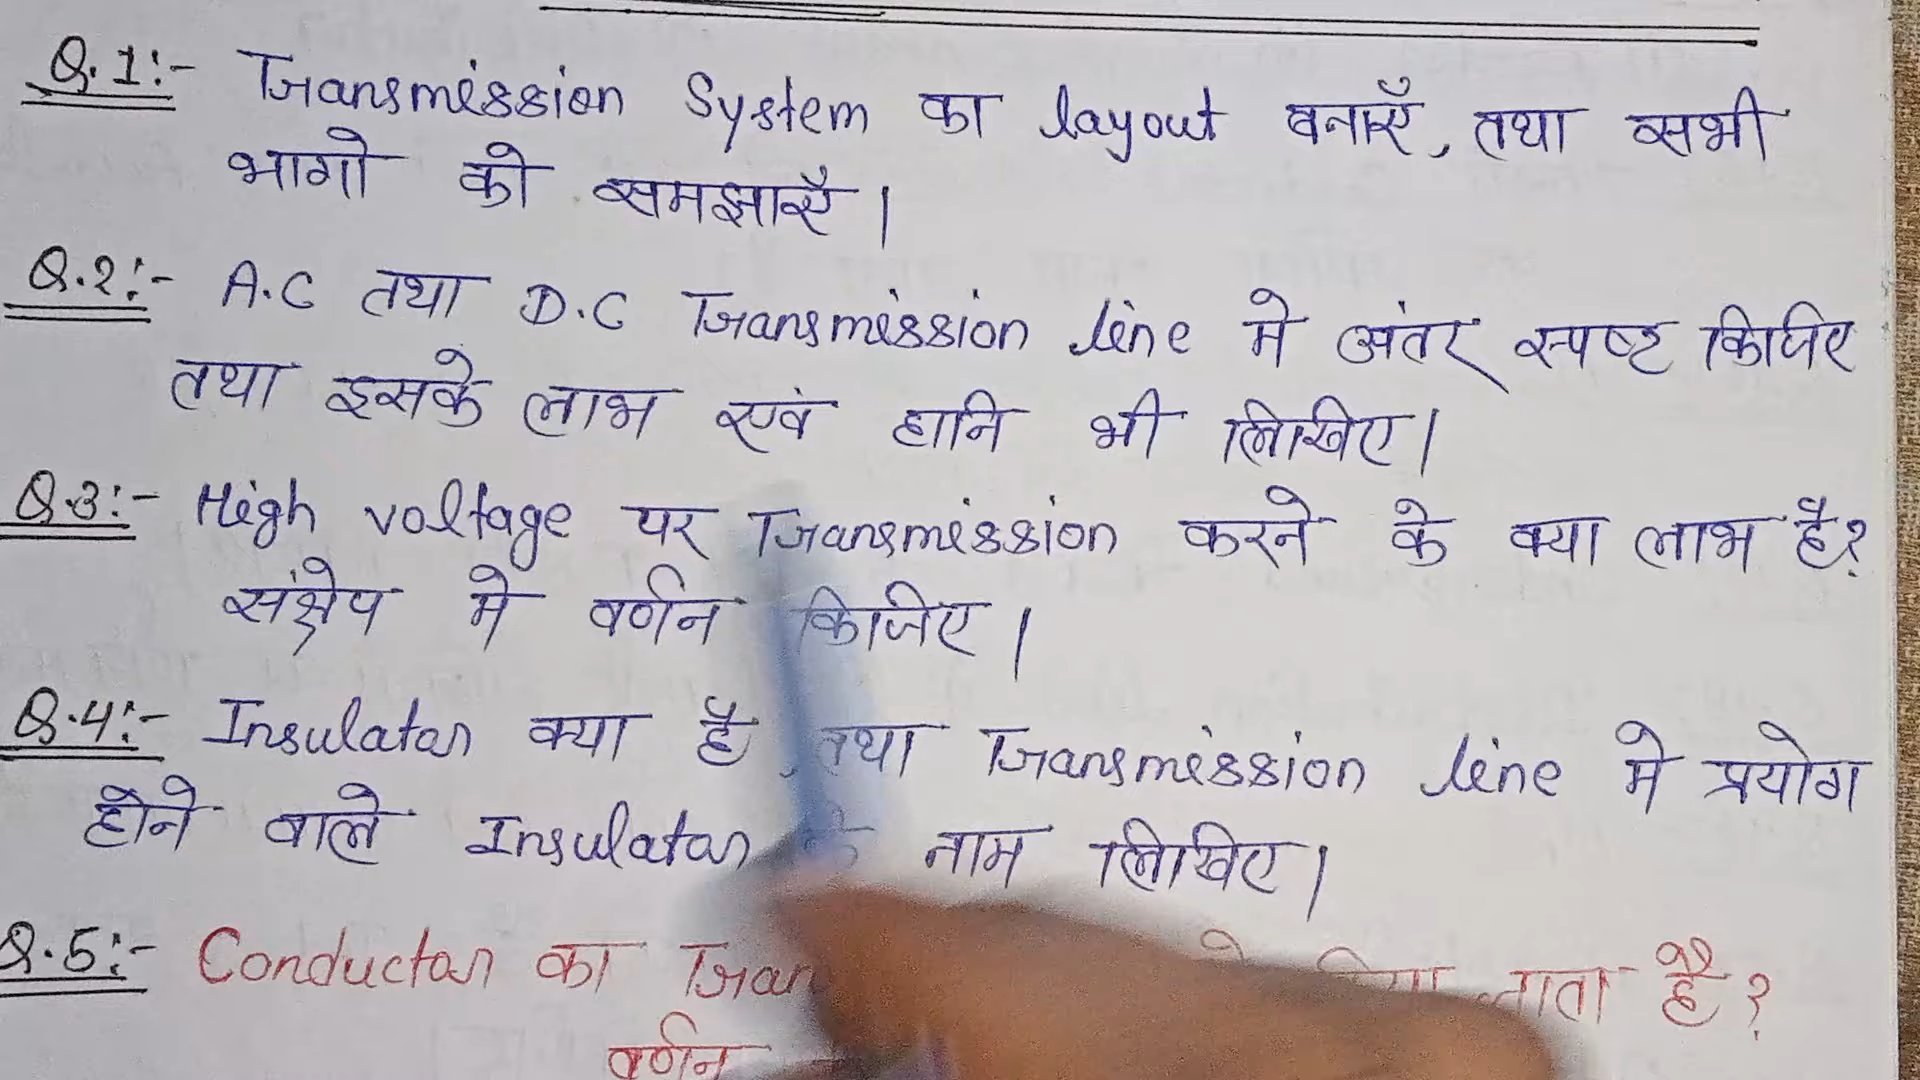 Q.1:- Transmission System का layout बनाएँ, तथा सभी
भागो को समझाएँ।
Q.2:- A.C तथा D.C Transmission line मे अंतर स्पष्ट किजिए
तथा इसके लाभ एवं हानि भी लिखिए।
Q.3:- High voltage पर Transmission करने के क्या लाभ है?
संक्षेप मे वर्णन किजिए।
Q.4:- Insulator क्या है, तथा Transmission line मे प्रयोग
होने वाले Insulator के नाम लिखिए।
Q.5:- Conductor का जाता है?
वर्णन